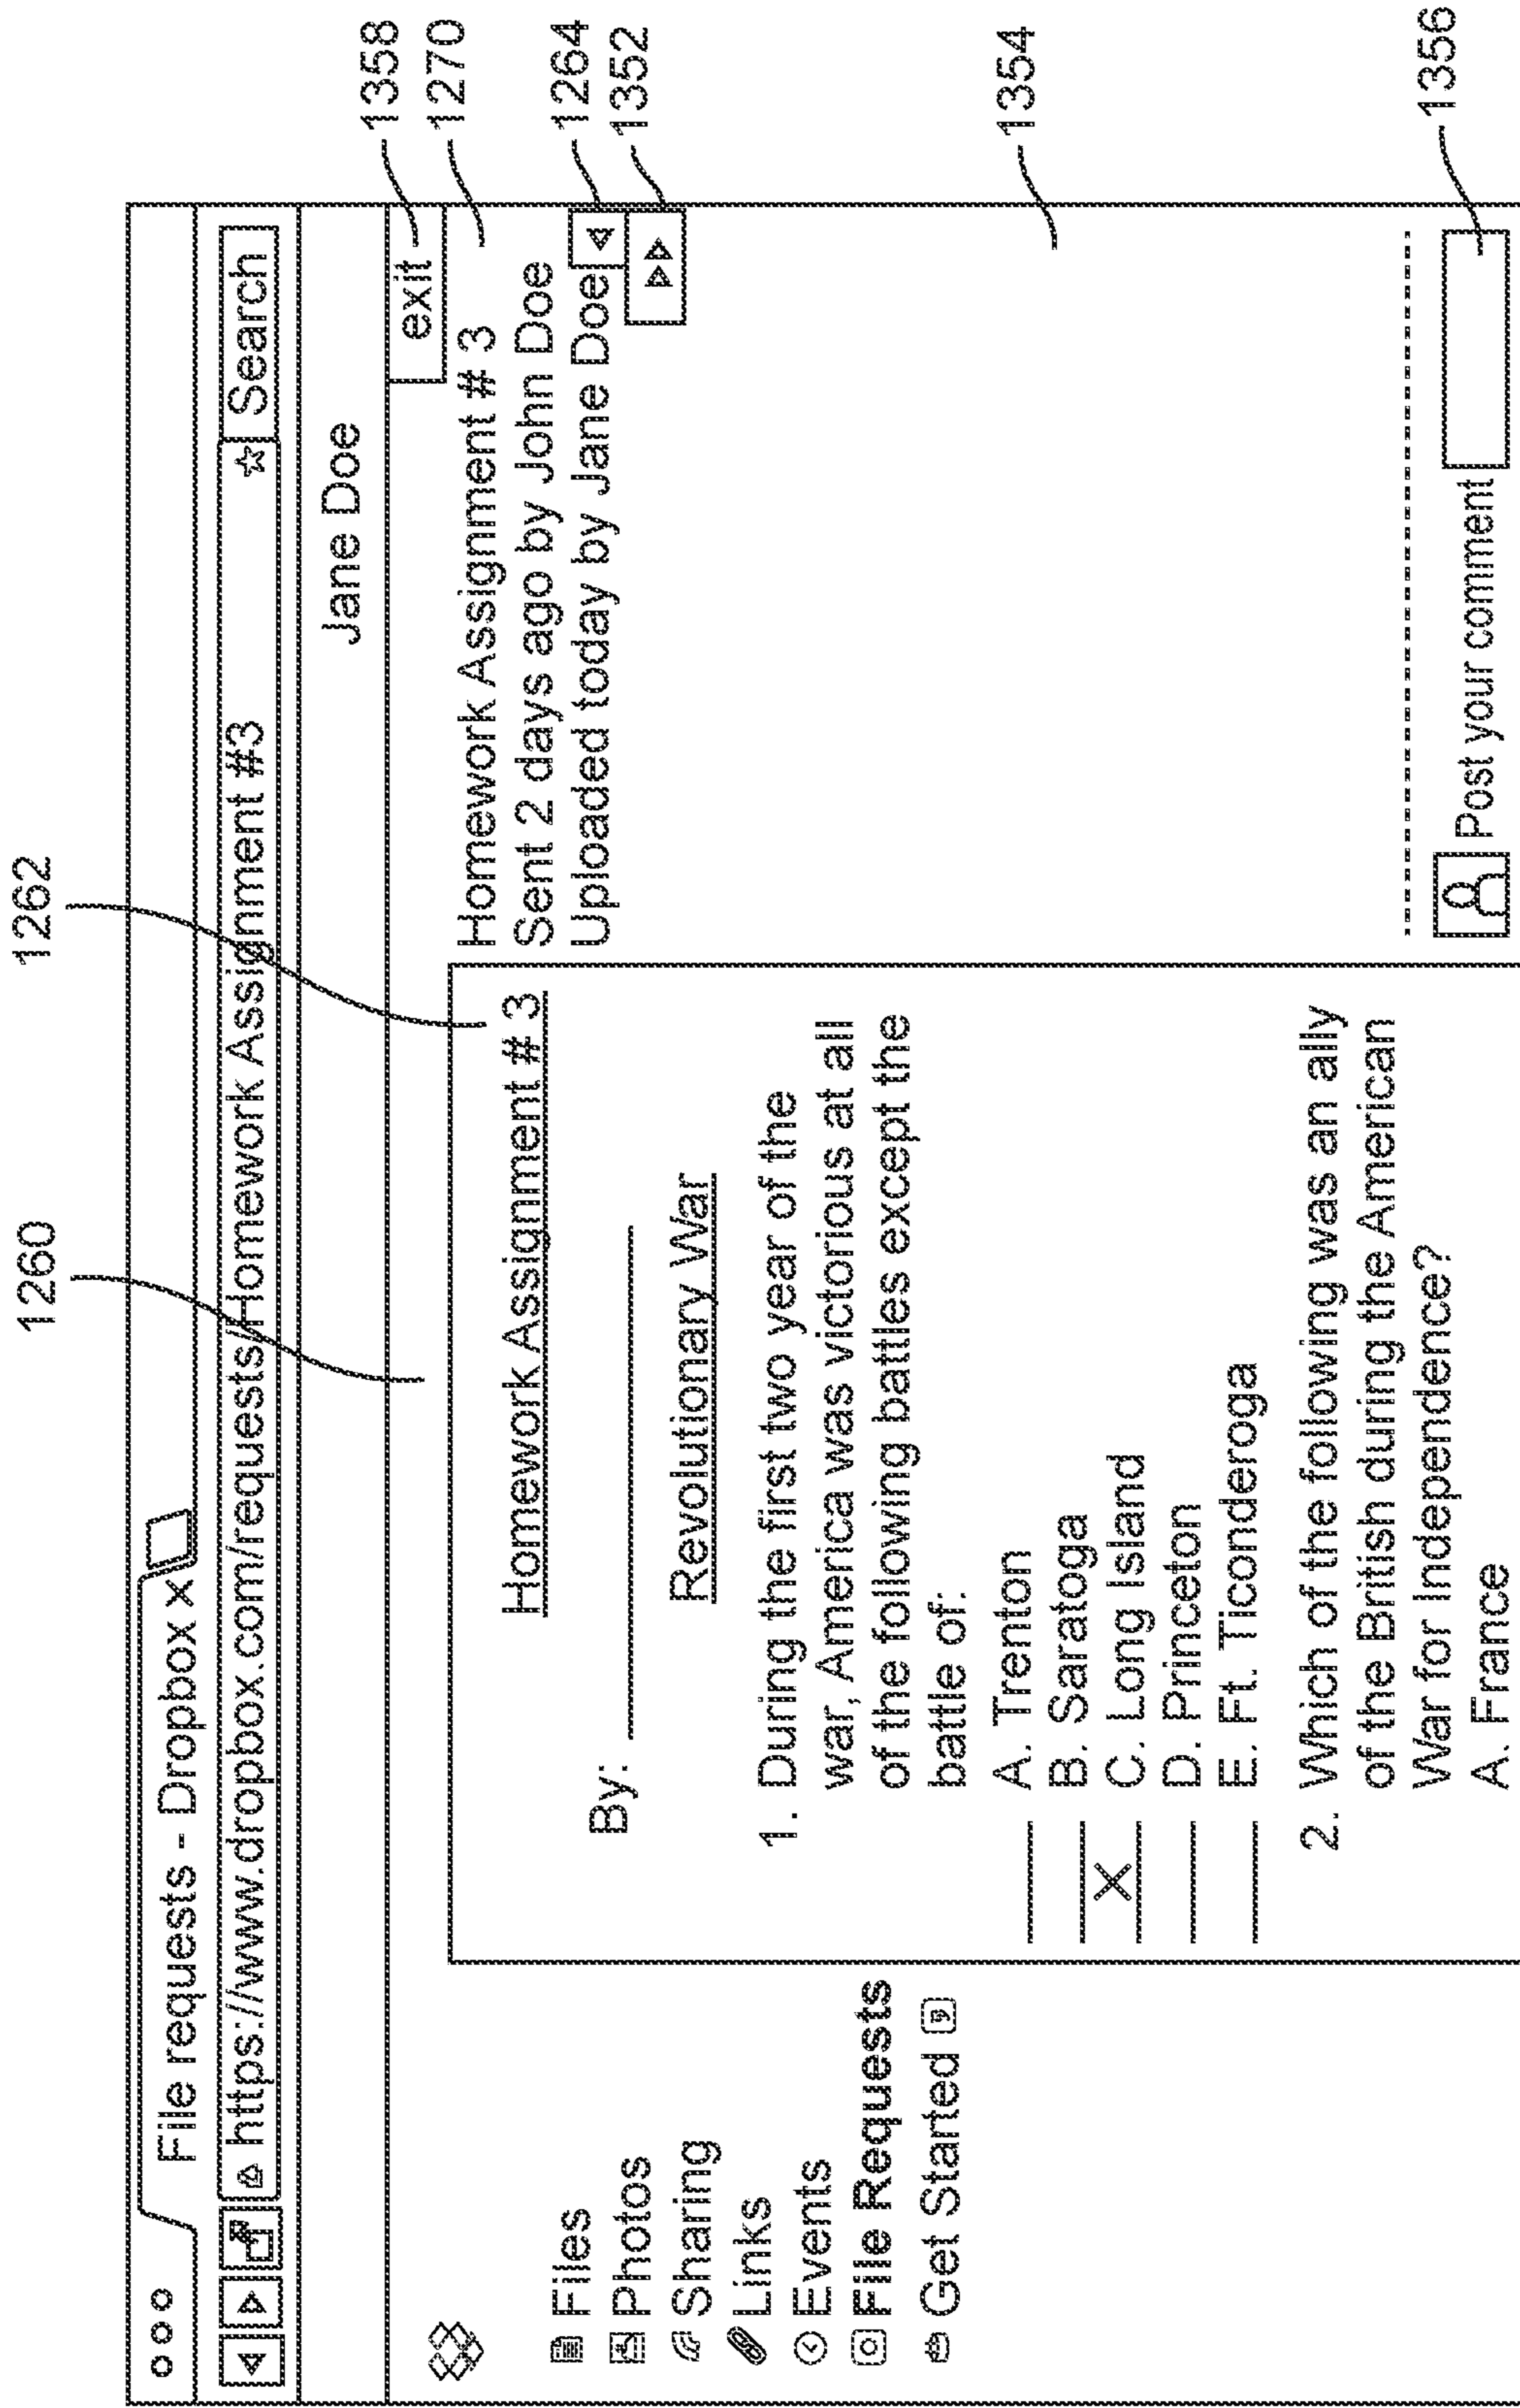 1260
1262
File requests - Dropbox x
https://www.dropbox.com/requests/Homework Assignment #3
Search
Jane Doe
exit
1358
1270
1264
1352
1354
1356
Files
Photos
Sharing
Links
Events
File Requests
Get Started
Homework Assignment # 3
By:
Revolutionary War
1. During the first two year of the
war, America was victorious at all
of the following battles except the
battle of:
A. Trenton
B. Saratoga
X C. Long Island
D. Princeton
E. Ft. Ticonderoga
2. Which of the following was an ally
of the British during the American
War for Independence?
A. France
Homework Assignment # 3
Sent 2 days ago by John Doe
Uploaded today by Jane Doe
Post your comment